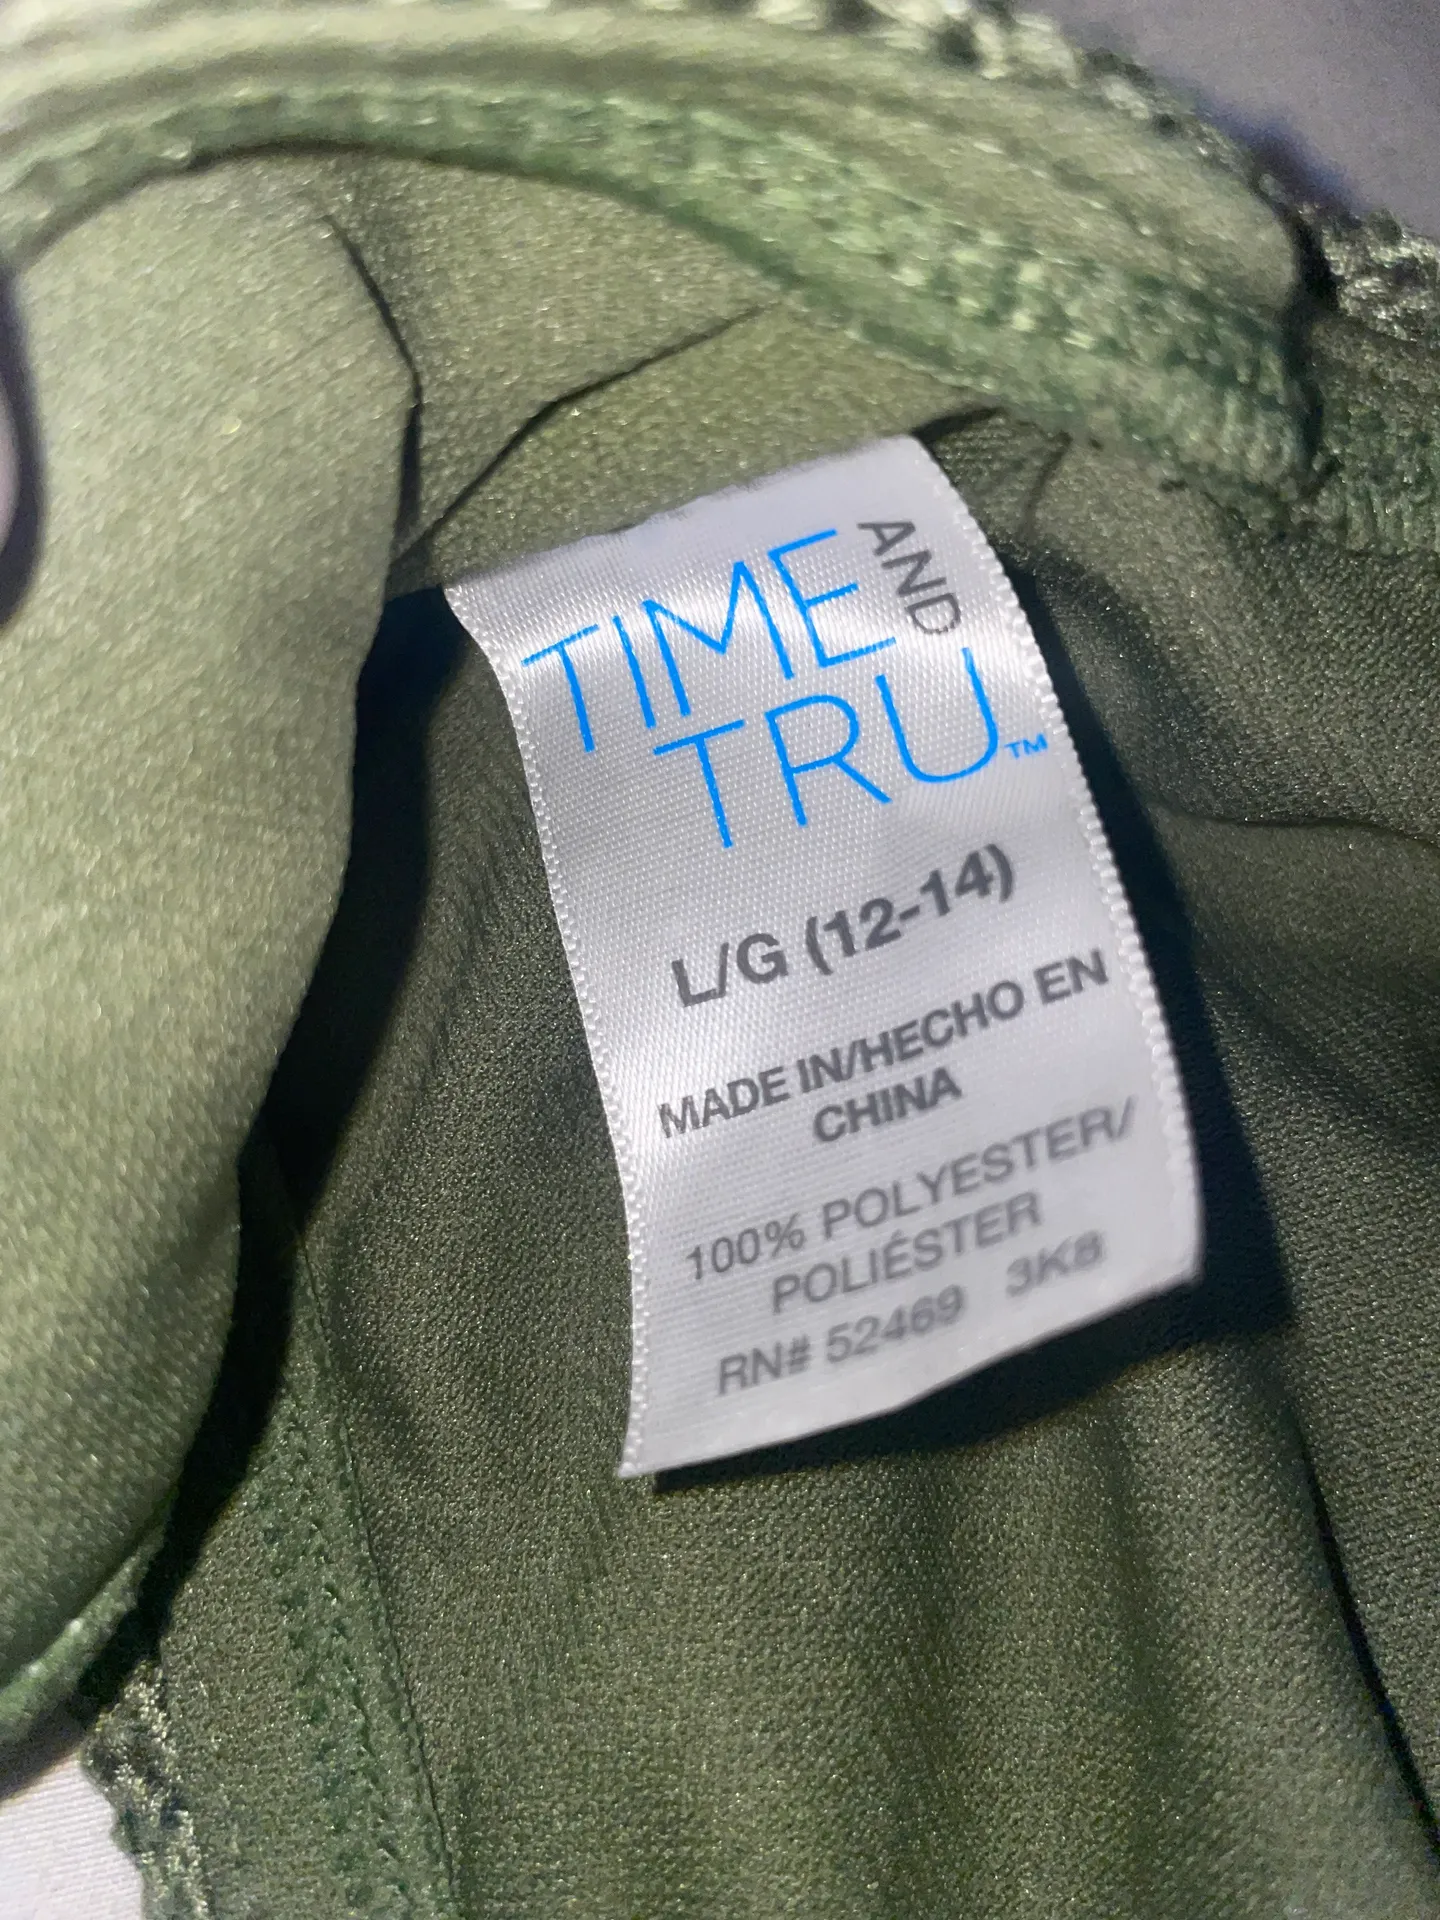 TIME AND
TRU™
L/G (12-14)
MADE IN/HECHO EN
CHINA
100% POLYESTER/
POLIÉSTER
RN# 52469 3K8